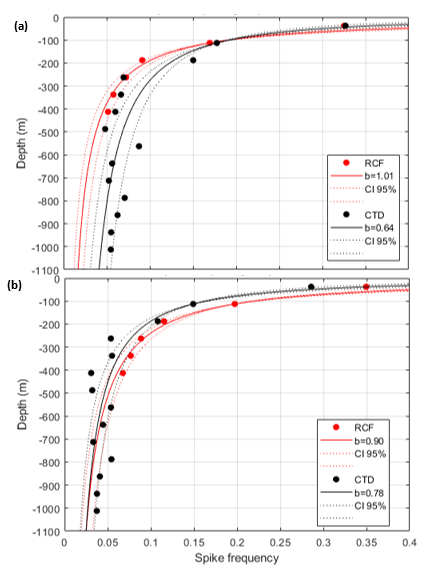 (a)
0
-100
-200
-300
-400
-500
-600
-700
-800
-900
-1000
-1100
Depth (m)
RCF
b=1.01
CI 95%
CTD
b=0.64
CI 95%
(b)
0
-100
-200
-300
-400
-500
-600
-700
-800
-900
-1000
-1100
Depth (m)
RCF
b=0.90
CI 95%
CTD
b=0.78
CI 95%
0 0.05 0.1 0.15 0.2 0.25 0.3 0.35 0.4
Spike frequency